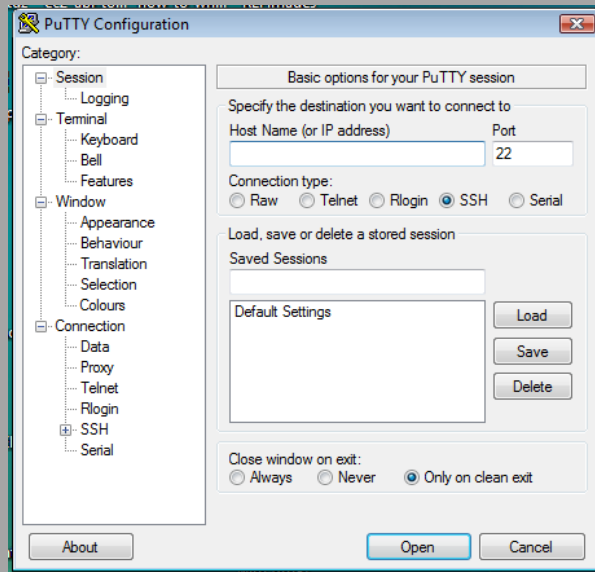 PuTTY Configuration
Category:
Session
Logging
Terminal
Keyboard
Bell
Features
Window
Appearance
Behaviour
Translation
Selection
Colours
Connection
Data
Proxy
Telnet
Rlogin
SSH
Serial
Basic options for your PuTTY session
Specify the destination you want to connect to
Host Name (or IP address) Port
22
Connection type:
Raw Telnet Rlogin SSH Serial
Load, save or delete a stored session
Saved Sessions
Default Settings
Load
Save
Delete
Close window on exit:
Always Never Only on clean exit
About Open Cancel